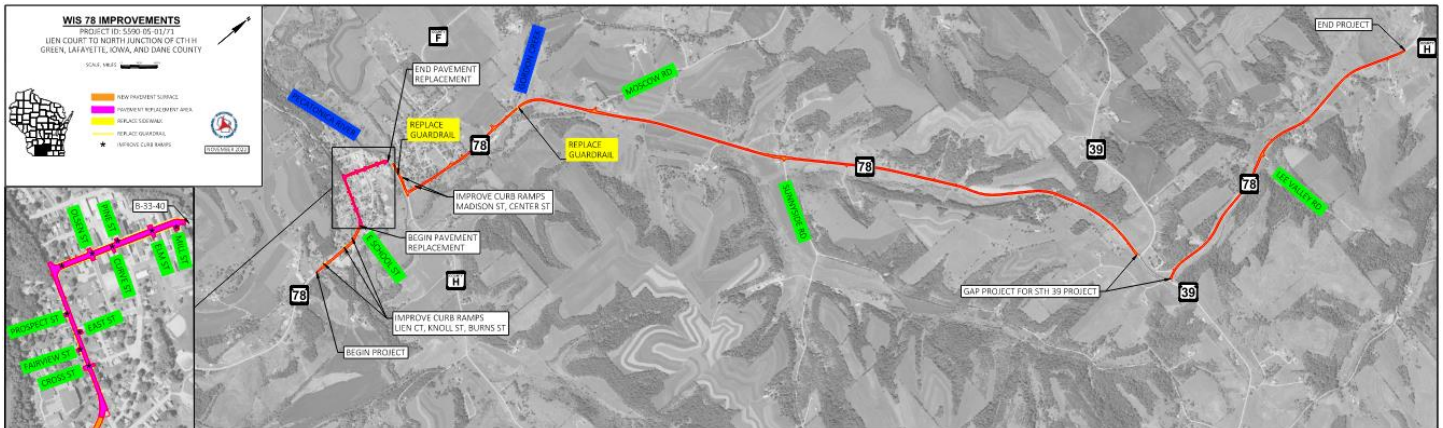 WIS 78 IMPROVEMENTS
PROJECT ID: 5590-05-01/71
LIEN COURT TO NORTH JUNCTION OF CTH H
GREEN, LAFAYETTE, IOWA, AND DANE COUNTY
SCALE, MILES
NEW PAVEMENT SURFACE
PAVEMENT REPLACEMENT AREA
REPLACE SIDEWALK
REPLACE GUARDRAIL
IMPROVE CURB RAMPS
B-33-40
OLSEN ST
PINE ST
CURVE ST
ELM ST
PROSPECT ST
EAST ST
FAIRVIEW ST
CROSS ST
F
END PAVEMENT
REPLACEMENT
PECATONICA RIVER
REPLACE
GUARDRAIL
78
REPLACE
GUARDRAIL
MOSCOW RD
IMPROVE CURB RAMPS
MADISON ST, CENTER ST
BEGIN PAVEMENT
REPLACEMENT
E SCHOOL ST
H
78
IMPROVE CURB RAMPS
LIEN CT, KNOLL ST, BURNS ST
BEGIN PROJECT
78
SUNNYSIDE RD
39
GAP PROJECT FOR STH 39 PROJECT
39
78
LEE VALLEY RD
END PROJECT
H